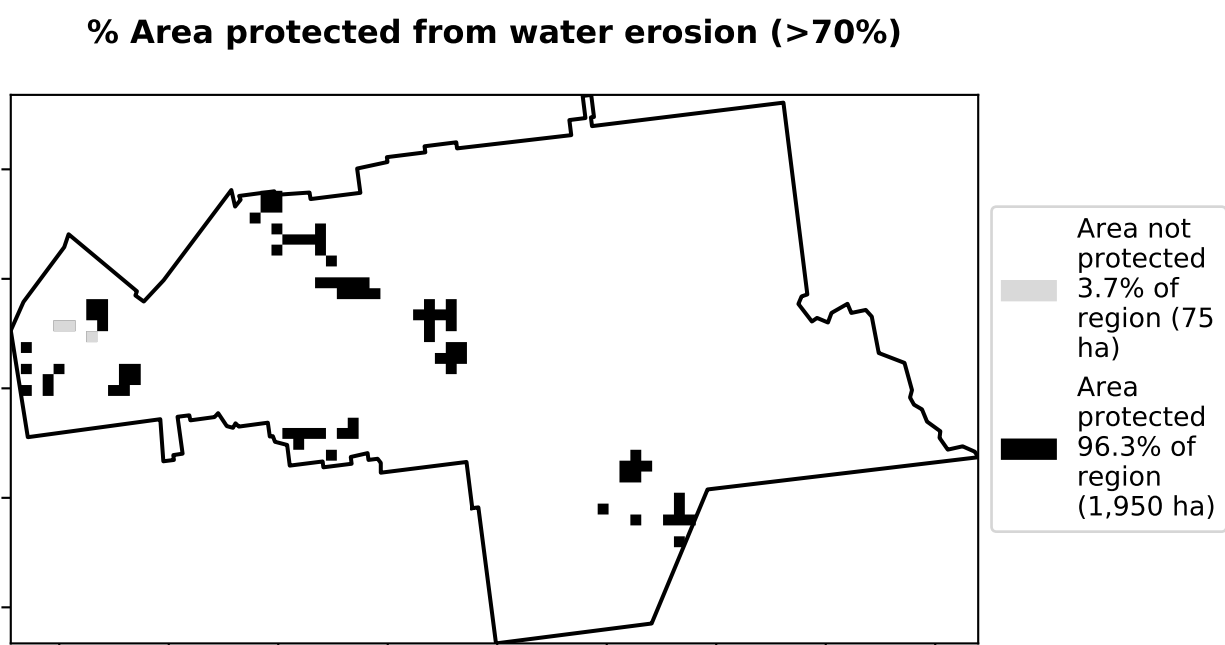 % Area protected from water erosion (>70%)
Area not
protected
3.7% of
region (75
ha)
Area
protected
96.3% of
region
(1,950 ha)